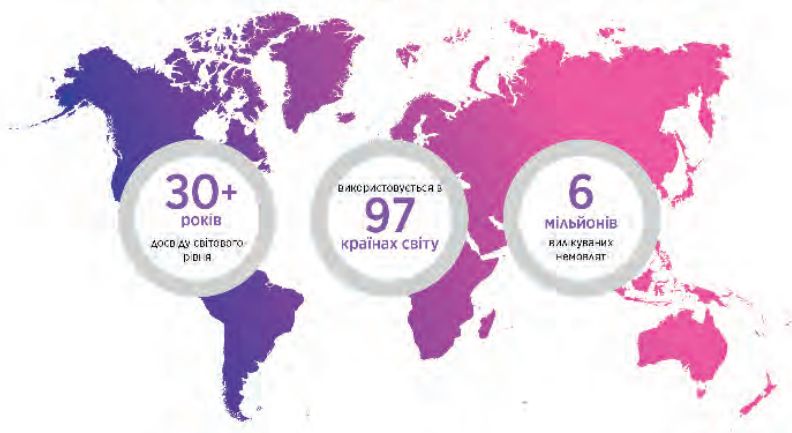 30+
років
досвіду світового
рівня
використовується в
97
країнах світу
6
мільйонів
вилікуваних
немовлят